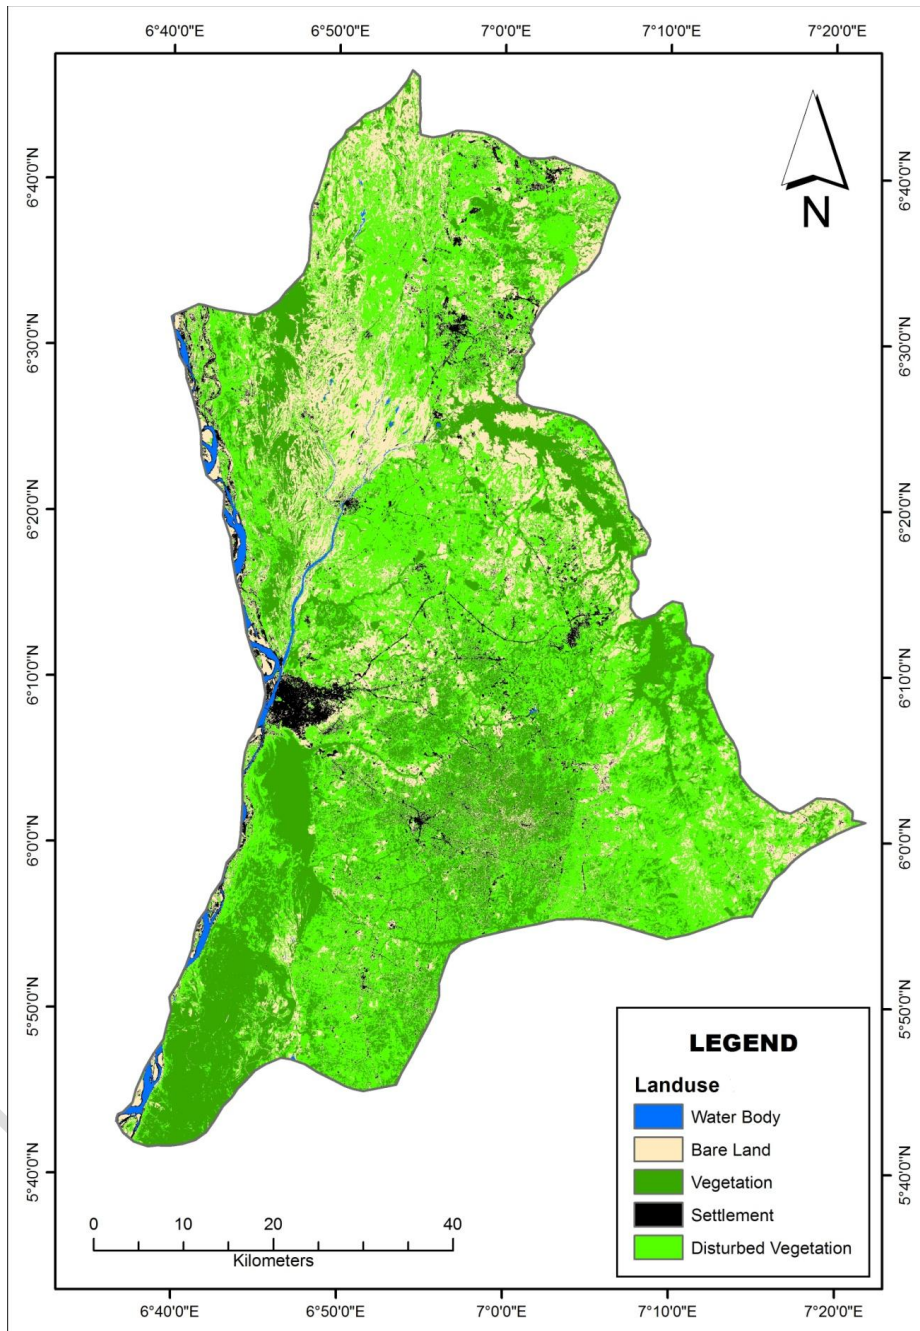 6°40'0"E 6°50'0"E 7°0'0"E 7°10'0"E 7°20'0"E
6°40'0"N 6°40'0"N
N
6°30'0"N 6°30'0"N
6°20'0"N 6°20'0"N
6°10'0"N 6°10'0"N
6°0'0"N 6°0'0"N
5°50'0"N 5°50'0"N
LEGEND
Landuse
Water Body
Bare Land
5°40'0"N 5°40'0"N
Vegetation
Settlement
0 10 20 40
Disturbed Vegetation
Kilometers
6°40'0"E 6°50'0"E 7°0'0"E 7°10'0"E 7°20'0"E